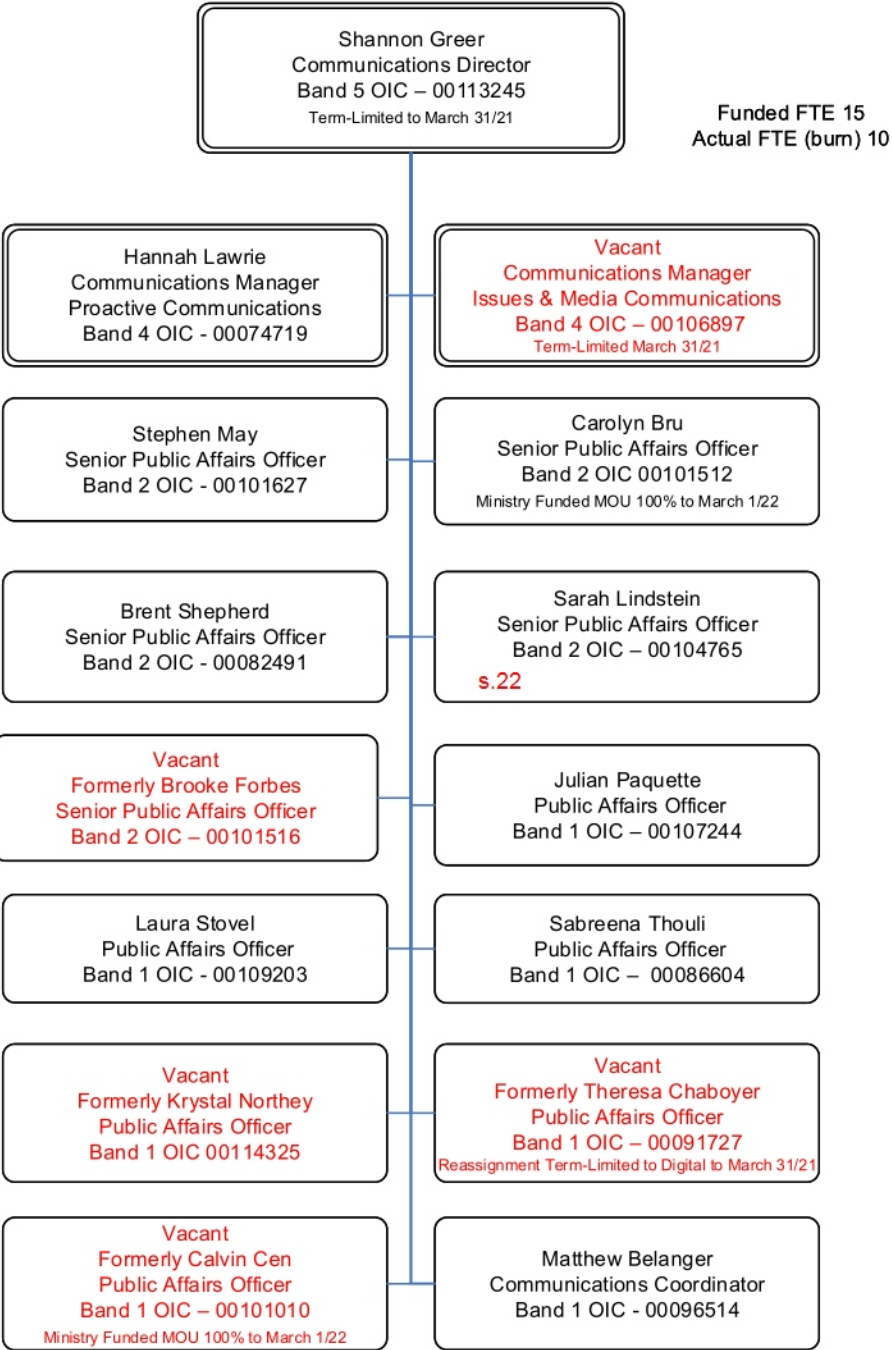 Shannon Greer
Communications Director
Band 5 OIC – 00113245
Term-Limited to March 31/21
Funded FTE 15
Actual FTE (burn) 10
Hannah Lawrie
Communications Manager
Proactive Communications
Band 4 OIC - 00074719
Vacant
Communications Manager
Issues & Media Communications
Band 4 OIC – 00106897
Term-Limited March 31/21
Stephen May
Senior Public Affairs Officer
Band 2 OIC - 00101627
Carolyn Bru
Senior Public Affairs Officer
Band 2 OIC 00101512
Ministry Funded MOU 100% to March 1/22
Brent Shepherd
Senior Public Affairs Officer
Band 2 OIC - 00082491
Sarah Lindstein
Senior Public Affairs Officer
Band 2 OIC – 00104765
s.22
Vacant
Formerly Brooke Forbes
Senior Public Affairs Officer
Band 2 OIC – 00101516
Julian Paquette
Public Affairs Officer
Band 1 OIC – 00107244
Laura Stovel
Public Affairs Officer
Band 1 OIC - 00109203
Sabreena Thouli
Public Affairs Officer
Band 1 OIC – 00086604
Vacant
Formerly Krystal Northey
Public Affairs Officer
Band 1 OIC 00114325
Vacant
Formerly Theresa Chaboyer
Public Affairs Officer
Band 1 OIC – 00091727
Reassignment Term-Limited to Digital to March 31/21
Vacant
Formerly Calvin Cen
Public Affairs Officer
Band 1 OIC – 00101010
Ministry Funded MOU 100% to March 1/22
Matthew Belanger
Communications Coordinator
Band 1 OIC - 00096514